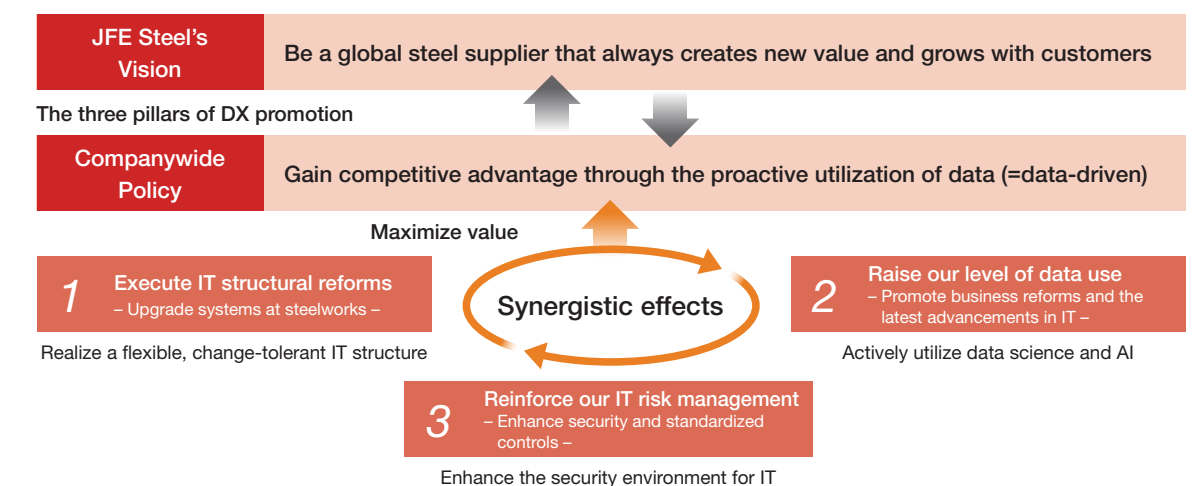 JFE Steel's
Vision
Be a global steel supplier that always creates new value and grows with customers
The three pillars of DX promotion
Companywide
Policy
Gain competitive advantage through the proactive utilization of data (=data-driven)
Maximize value
1
Execute IT structural reforms
– Upgrade systems at steelworks –
Realize a flexible, change-tolerant IT structure
Synergistic effects
2
Raise our level of data use
– Promote business reforms and the
latest advancements in IT –
Actively utilize data science and AI
3
Reinforce our IT risk management
– Enhance security and standardized
controls –
Enhance the security environment for IT